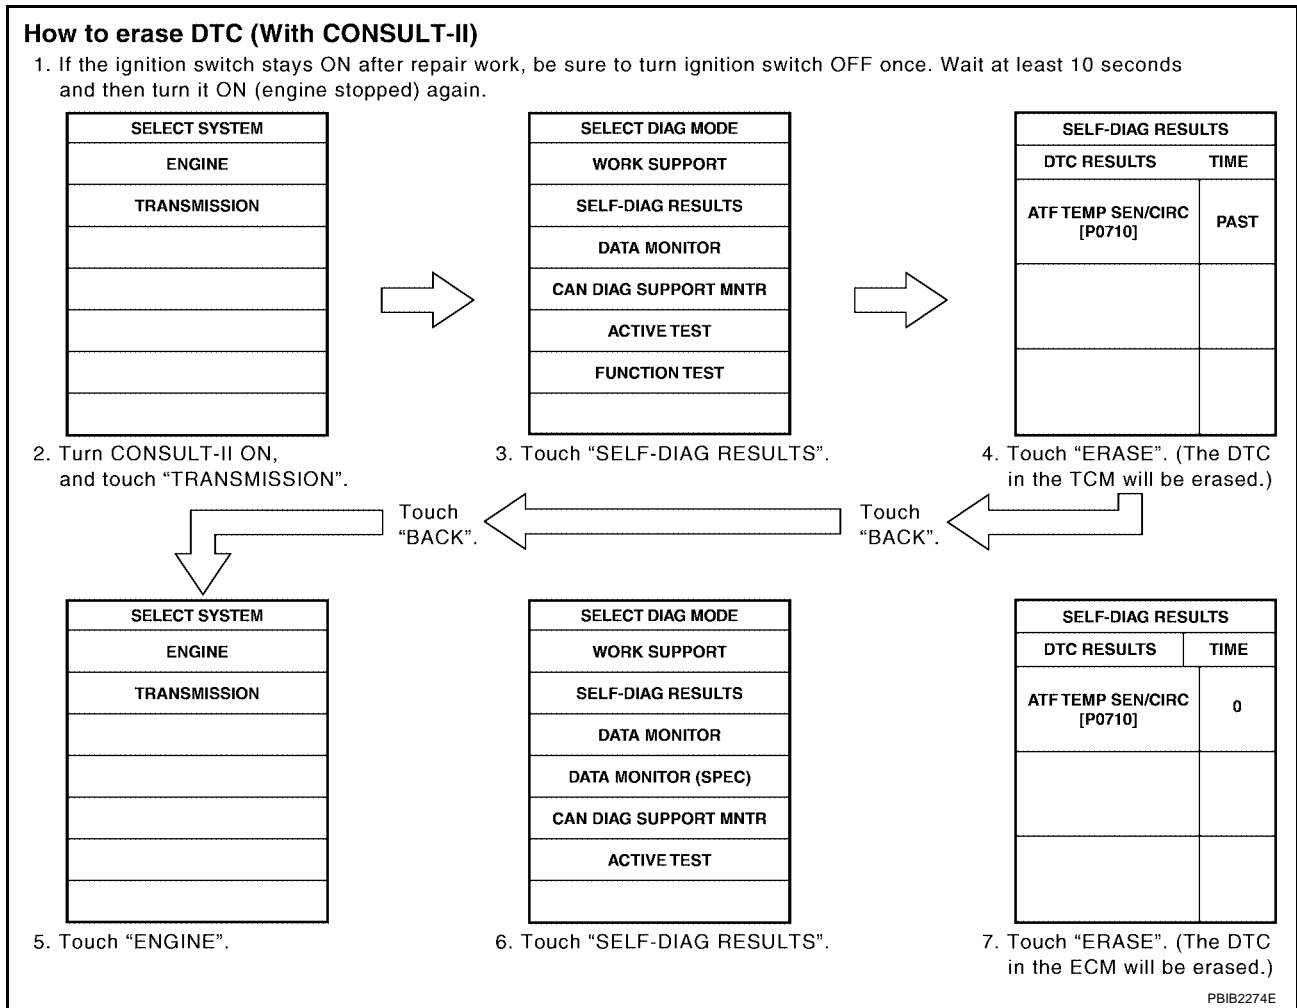 How to erase DTC (With CONSULT-II)
1. If the ignition switch stays ON after repair work, be sure to turn ignition switch OFF once. Wait at least 10 seconds
and then turn it ON (engine stopped) again.
SELECT SYSTEM
ENGINE
TRANSMISSION
2. Turn CONSULT-II ON,
and touch “TRANSMISSION”.
SELECT DIAG MODE
WORK SUPPORT
SELF-DIAG RESULTS
DATA MONITOR
CAN DIAG SUPPORT MNTR
ACTIVE TEST
FUNCTION TEST
3. Touch “SELF-DIAG RESULTS”.
SELF-DIAG RESULTS
DTC RESULTS TIME
ATF TEMP SEN/CIRC
[P0710]
PAST
4. Touch “ERASE”. (The DTC
in the TCM will be erased.)
Touch
“BACK”.
Touch
“BACK”.
SELECT SYSTEM
ENGINE
TRANSMISSION
5. Touch “ENGINE”.
SELECT DIAG MODE
WORK SUPPORT
SELF-DIAG RESULTS
DATA MONITOR
DATA MONITOR (SPEC)
CAN DIAG SUPPORT MNTR
ACTIVE TEST
6. Touch “SELF-DIAG RESULTS”.
SELF-DIAG RESULTS
DTC RESULTS TIME
ATF TEMP SEN/CIRC
[P0710]
0
7. Touch “ERASE”. (The DTC
in the ECM will be erased.)
PBIB2274E